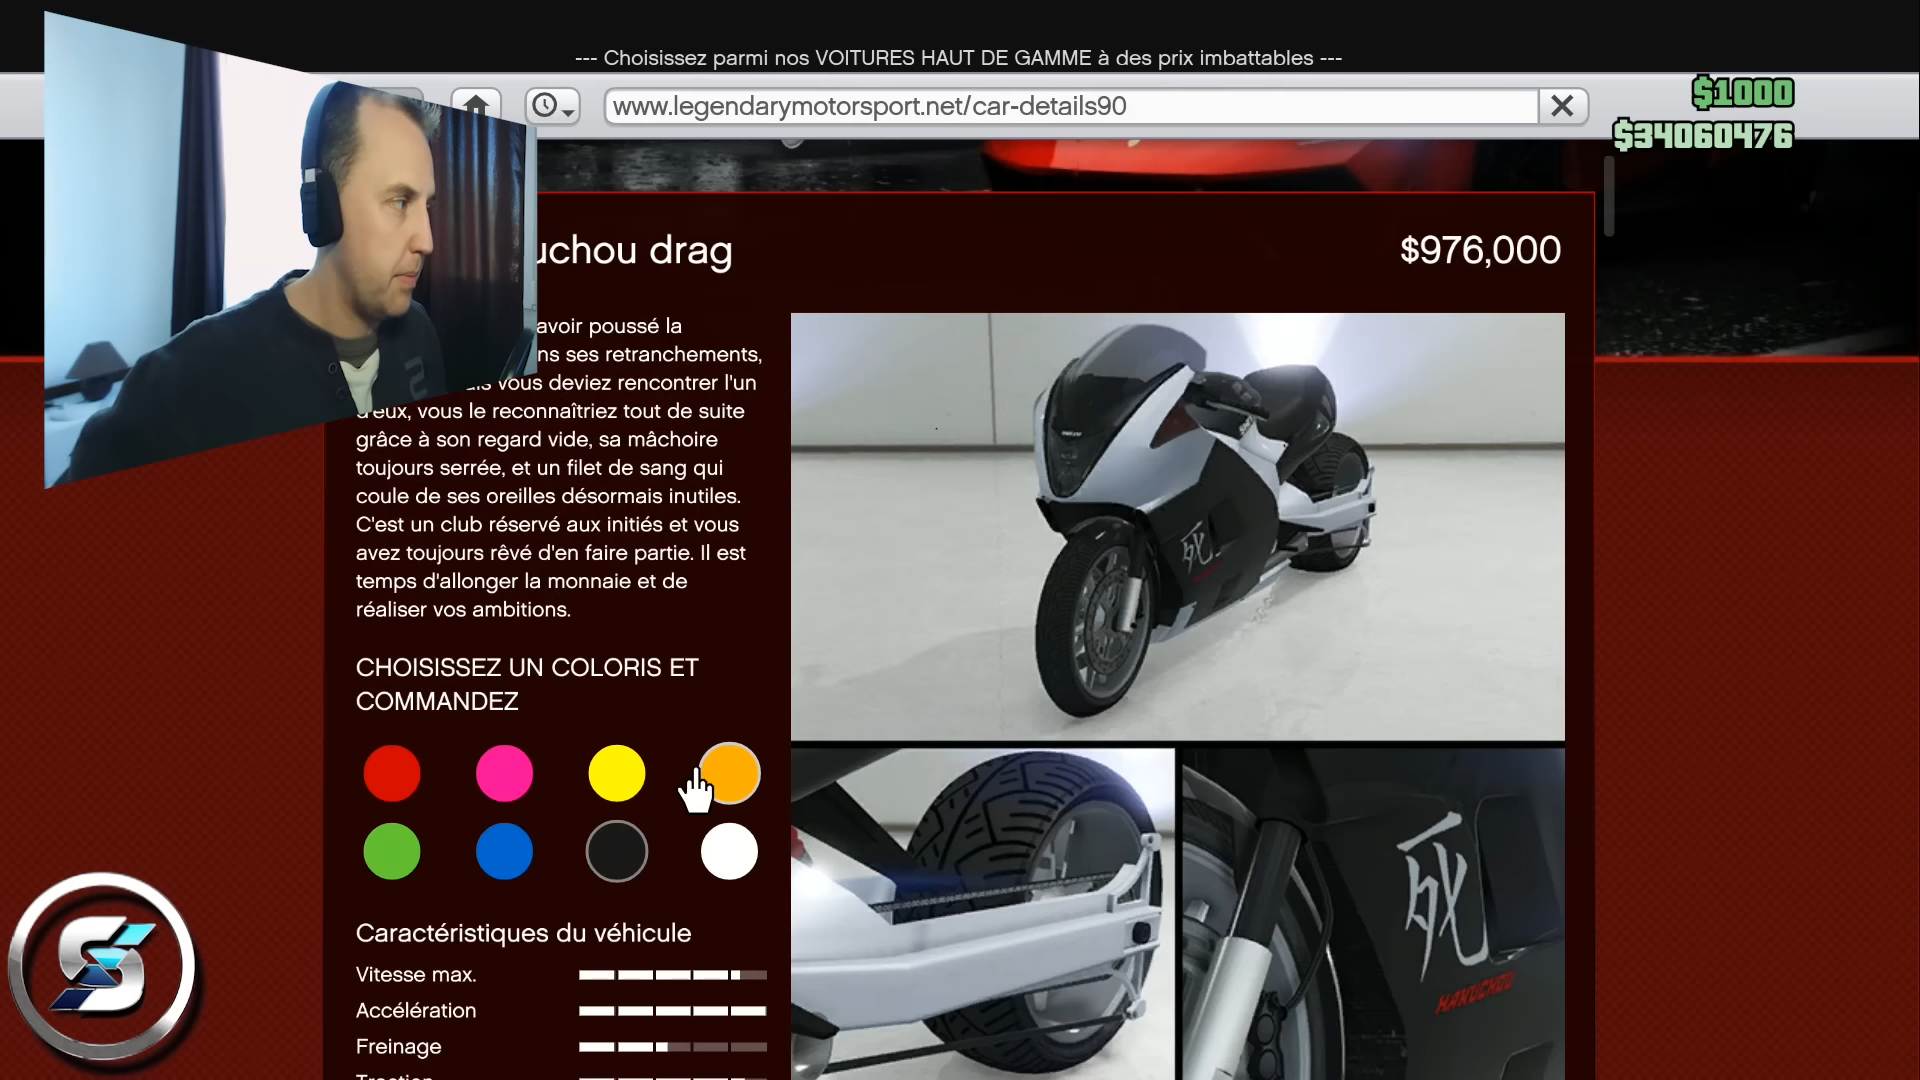 --- Choisissez parmi nos VOITURES HAUT DE GAMME à des prix imbattables ---
www.legendarymotorsport.net/car-details90
$1000
$34060476
uchou drag
$976,000
avoir poussé la
ns ses retranchements,
vous deviez rencontrer l'un
d'eux, vous le reconnaîtriez tout de suite
grâce à son regard vide, sa mâchoire
toujours serrée, et un filet de sang qui
coule de ses oreilles désormais inutiles.
C'est un club réservé aux initiés et vous
avez toujours rêvé d'en faire partie. Il est
temps d'allonger la monnaie et de
réaliser vos ambitions.
CHOISISSEZ UN COLORIS ET
COMMANDEZ
Caractéristiques du véhicule
Vitesse max.
Accélération
Freinage
死
死
HAKUCHOU
S